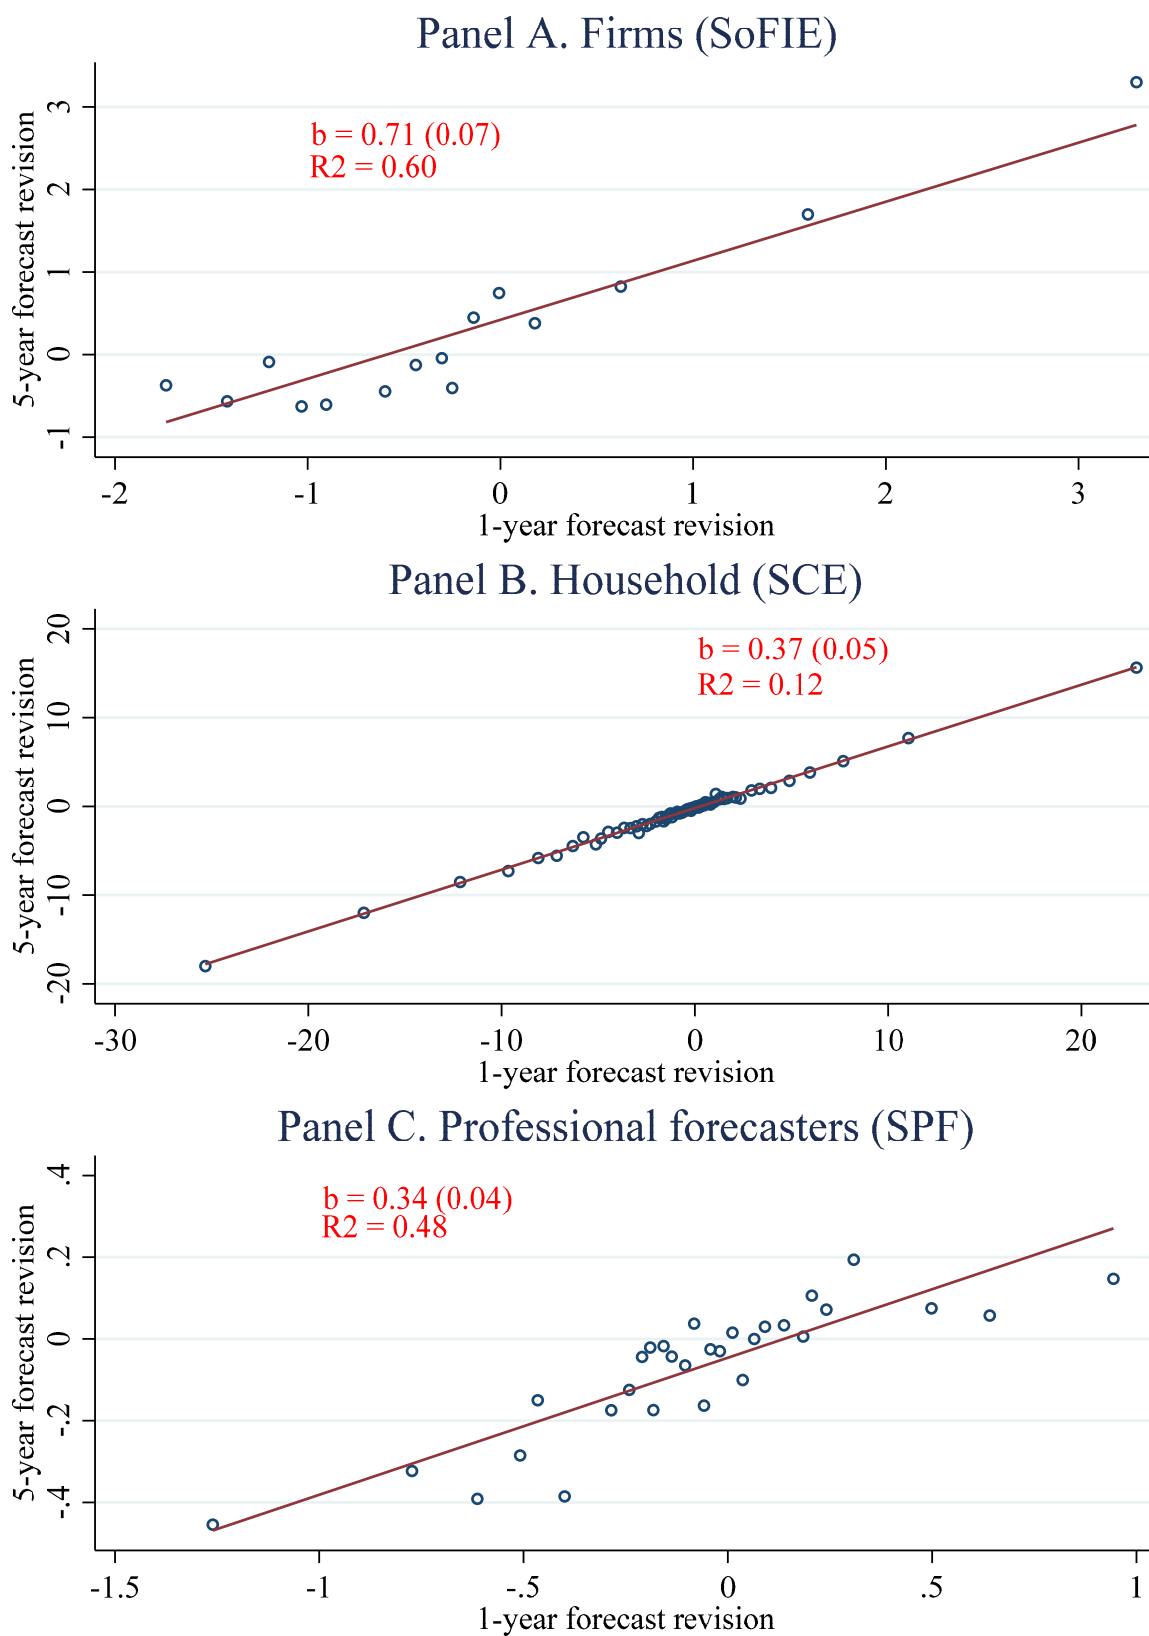 Panel A. Firms (SoFIE)
b = 0.71 (0.07)
R2 = 0.60
5-year forecast revision
3
2
1
0
-1
-2 -1 0 1 2 3
1-year forecast revision
Panel B. Household (SCE)
b = 0.37 (0.05)
R2 = 0.12
5-year forecast revision
20
10
0
-10
-20
-30 -20 -10 0 10 20
1-year forecast revision
Panel C. Professional forecasters (SPF)
b = 0.34 (0.04)
R2 = 0.48
5-year forecast revision
.4
.2
0
-.2
-.4
-1.5 -1 -.5 0 .5 1
1-year forecast revision